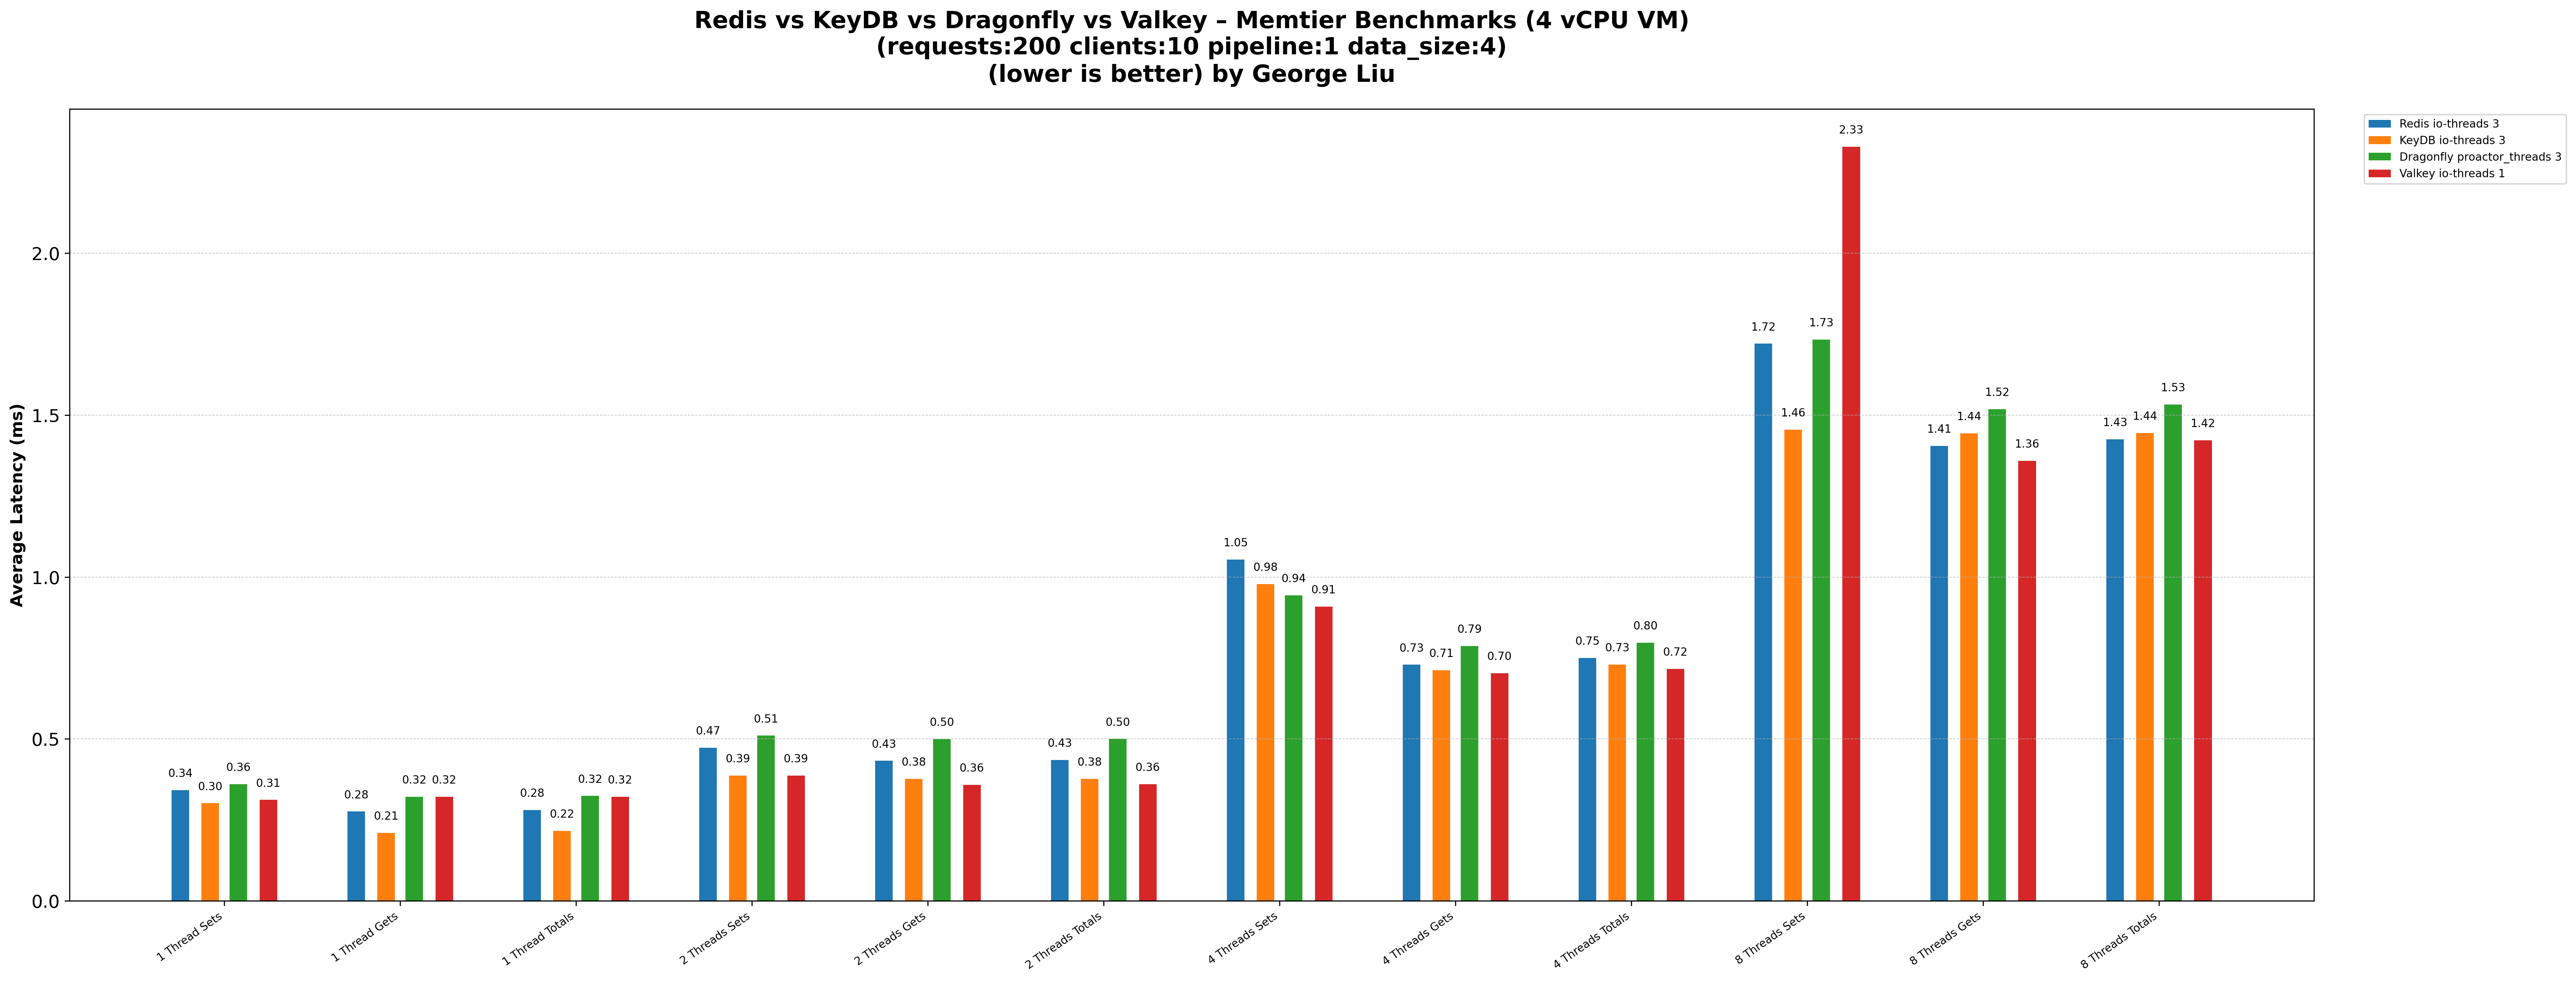 Redis vs KeyDB vs Dragonfly vs Valkey – Memtier Benchmarks (4 vCPU VM)
(requests:200 clients:10 pipeline:1 data_size:4)
(lower is better) by George Liu
Redis io-threads 3
KeyDB io-threads 3
Dragonfly proactor_threads 3
Valkey io-threads 1
Average Latency (ms)
2.0
1.5
1.0
0.5
0.0
0.34 0.30 0.36 0.31
0.28 0.21 0.32 0.32
0.28 0.22 0.32 0.32
0.47 0.39 0.51 0.39
0.43 0.38 0.50 0.36
0.43 0.38 0.50 0.36
1.05 0.98 0.94 0.91
0.73 0.71 0.79 0.70
0.75 0.73 0.80 0.72
1.72 1.46 1.73 2.33
1.41 1.44 1.52 1.36
1.43 1.44 1.53 1.42
1 Thread Sets
1 Thread Gets
1 Thread Totals
2 Threads Sets
2 Threads Gets
2 Threads Totals
4 Threads Sets
4 Threads Gets
4 Threads Totals
8 Threads Sets
8 Threads Gets
8 Threads Totals